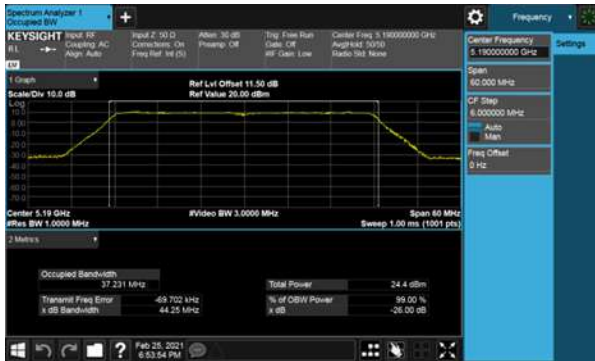 Spectrum Analyzer 1
Occupied BW
+
Frequency
KEYSIGHT
Input: RF
Coupling: AC
Align: Auto
Input Z: 50 Ω
Corrections: On
Freq Ref: Int (S)
Atten: 30 dB
Preamp: Off
Trig: Free Run
Gate: Off
#IF Gain: Low
Center Freq: 5.190000000 GHz
Avg|Hold: 50/50
Radio Std: None
Center Frequency
5.190000000 GHz
Settings
Span
60.000 MHz
CF Step
6.000000 MHz
Auto
Man
Freq Offset
0 Hz
1 Graph
Scale/Div 10.0 dB
Ref Lvl Offset 11.50 dB
Ref Value 20.00 dBm
Log
Center 5.19 GHz
#Res BW 1.0000 MHz
#Video BW 3.0000 MHz
Span 60 MHz
Sweep 1.00 ms (1001 pts)
2 Metrics
Occupied Bandwidth
37.231 MHz
Total Power
24.4 dBm
Transmit Freq Error
-69.702 kHz
% of OBW Power
99.00 %
x dB Bandwidth
44.25 MHz
x dB
-26.00 dB
?
Feb 25, 2021
6:53:54 PM